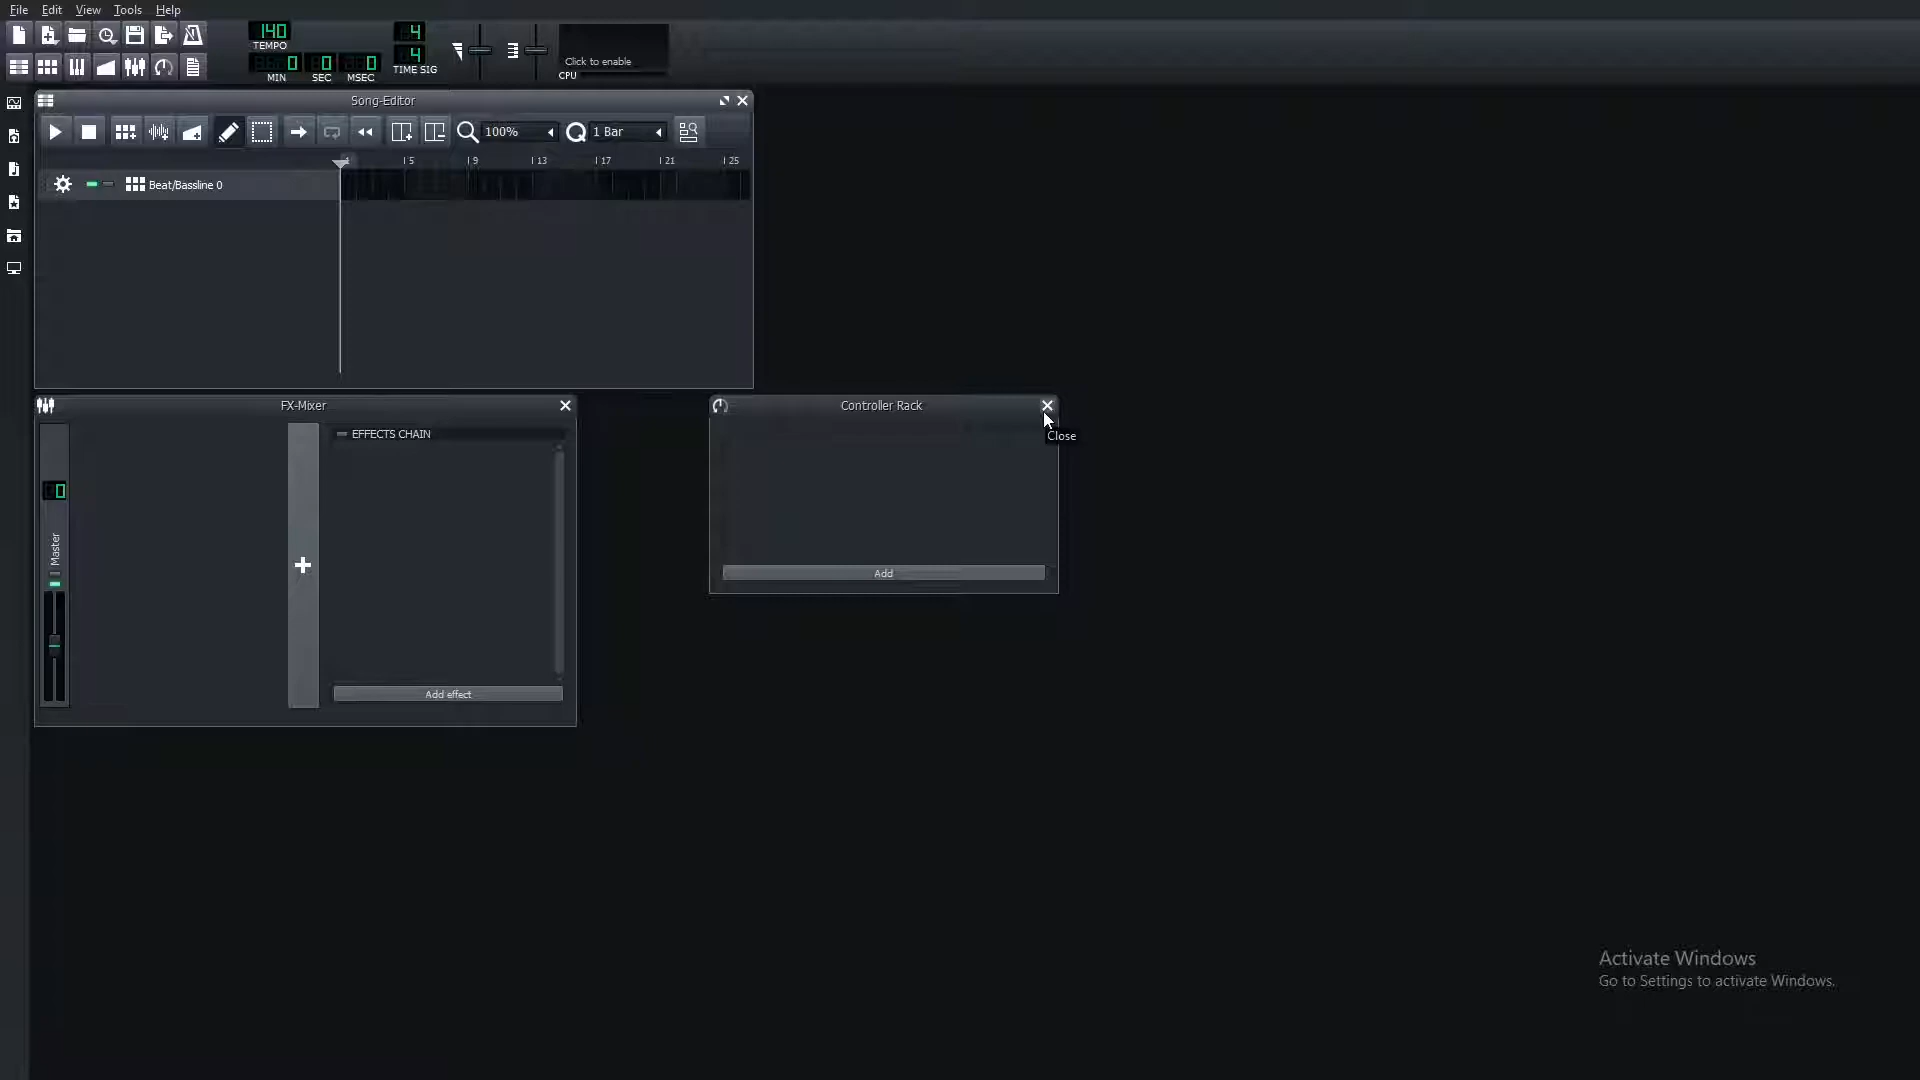 File Edit View Tools Help
140
TEMPO
4
4
TIME SIG
0 0 0
MIN SEC MSEC
Click to enable
CPU
Song-Editor
100%
1 Bar
1 5 9 13 17 21 25
Beat/Bassline 0
FX-Mixer
EFFECTS CHAIN
0
Master
Add effect
Controller Rack
Close
Add
Activate Windows
Go to Settings to activate Windows.